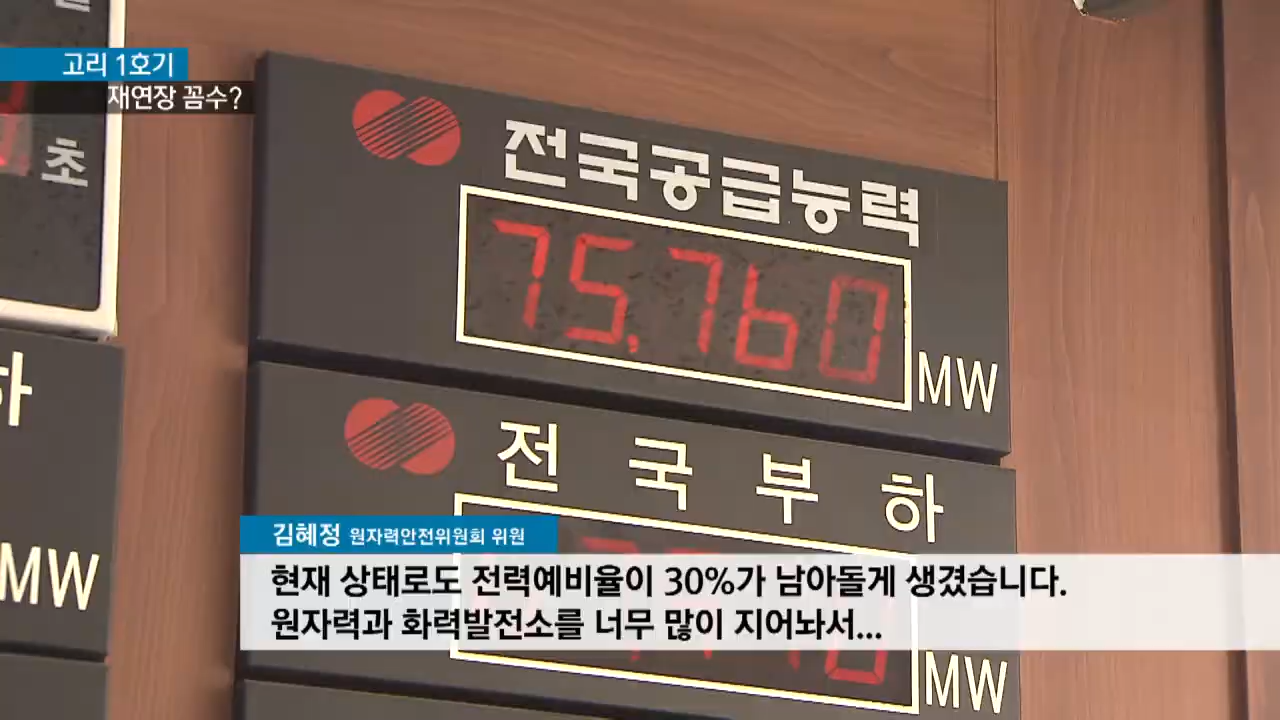 고리 1호기
재연장 꼼수?
초
전국공급능력
75,760
MW
하
전 국 부 하
MW
MW
김혜정 원자력안전위원회 위원
현재 상태로도 전력예비율이 30%가 남아돌게 생겼습니다.
원자력과 화력발전소를 너무 많이 지어놔서...